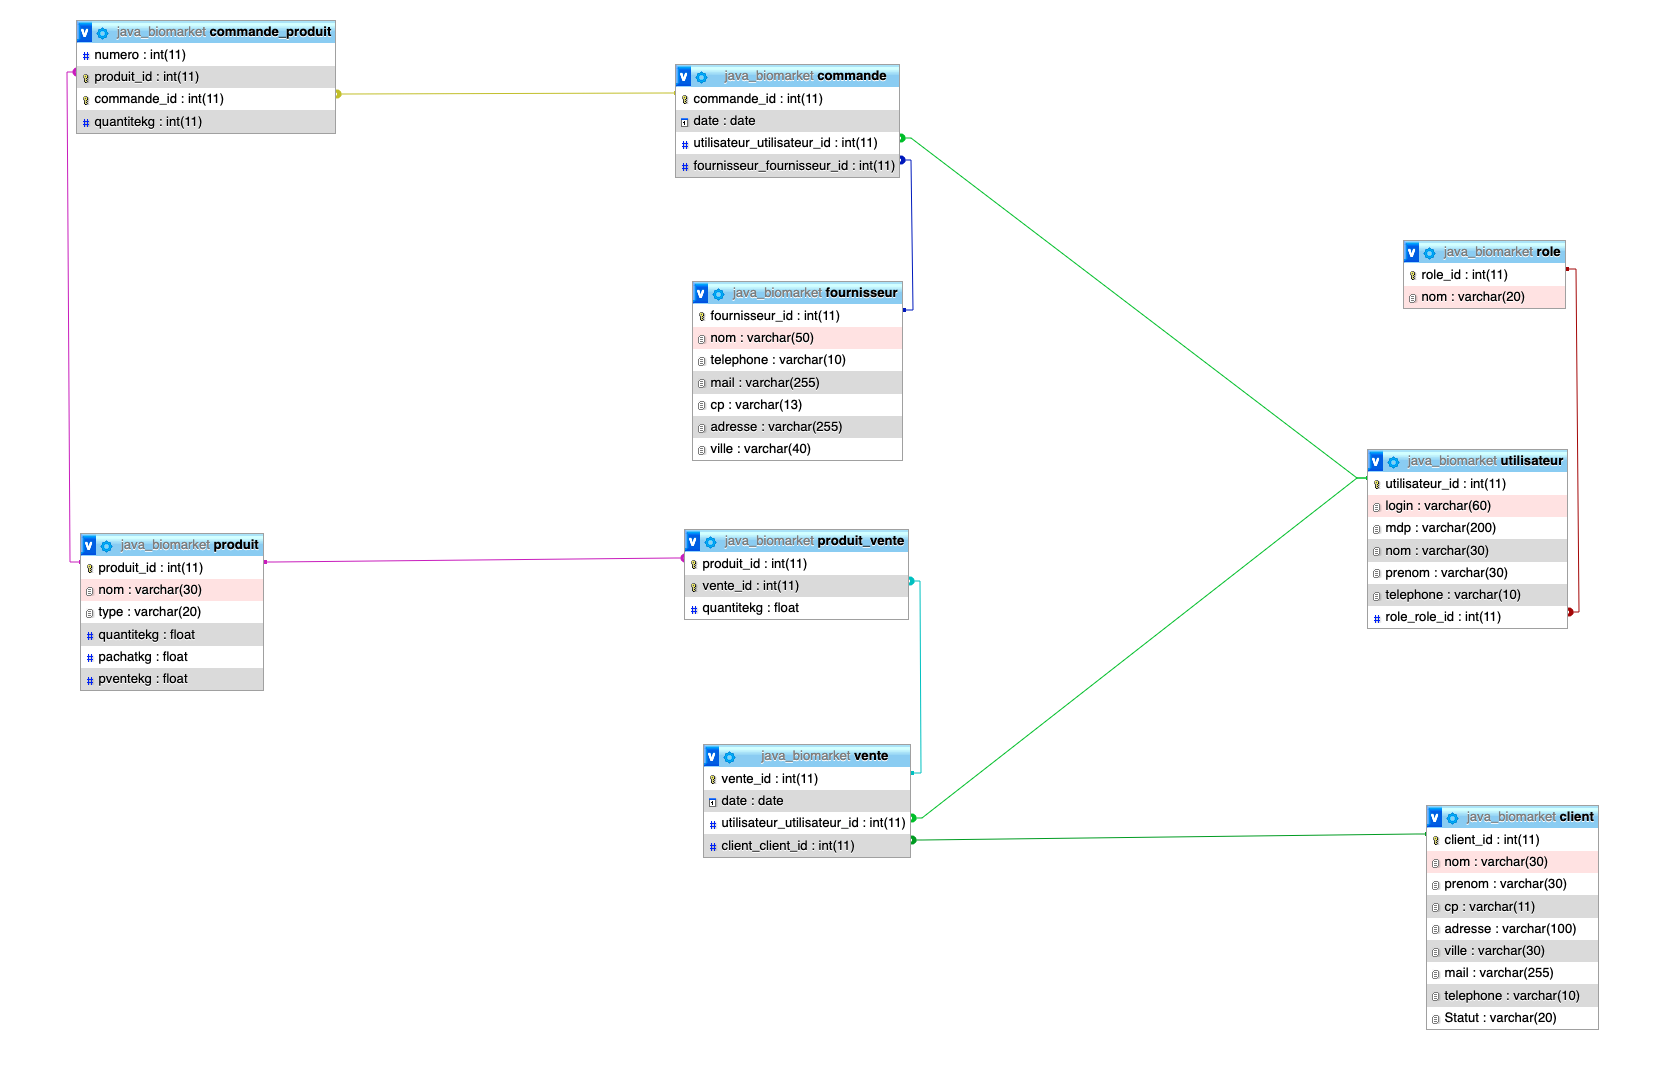 v java_biomarket commande_produit
# numero : int(11)
produit_id : int(11)
commande_id : int(11)
# quantitekg : int(11)
v java_biomarket commande
commande_id : int(11)
date : date
# utilisateur_utilisateur_id : int(11)
# fournisseur_fournisseur_id : int(11)
v java_biomarket role
role_id : int(11)
nom : varchar(20)
v java_biomarket fournisseur
fournisseur_id : int(11)
nom : varchar(50)
telephone : varchar(10)
mail : varchar(255)
cp : varchar(13)
adresse : varchar(255)
ville : varchar(40)
v java_biomarket utilisateur
utilisateur_id : int(11)
login : varchar(60)
mdp : varchar(200)
nom : varchar(30)
prenom : varchar(30)
telephone : varchar(10)
# role_role_id : int(11)
v java_biomarket produit
produit_id : int(11)
nom : varchar(30)
type : varchar(20)
# quantitekg : float
# pachatkg : float
# pventekg : float
v java_biomarket produit_vente
produit_id : int(11)
vente_id : int(11)
# quantitekg : float
v java_biomarket vente
vente_id : int(11)
date : date
# utilisateur_utilisateur_id : int(11)
# client_client_id : int(11)
v java_biomarket client
client_id : int(11)
nom : varchar(30)
prenom : varchar(30)
cp : varchar(11)
adresse : varchar(100)
ville : varchar(30)
mail : varchar(255)
telephone : varchar(10)
Statut : varchar(20)